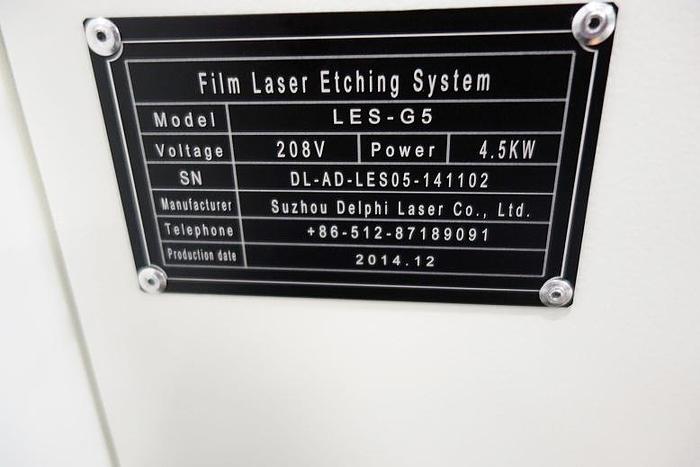 Film Laser Etching System
Model LES-G5
Voltage 208V Power 4.5KW
SN DL-AD-LES05-141102
Manufacturer Suzhou Delphi Laser Co., Ltd.
Telephone +86-512-87189091
Production date 2014.12